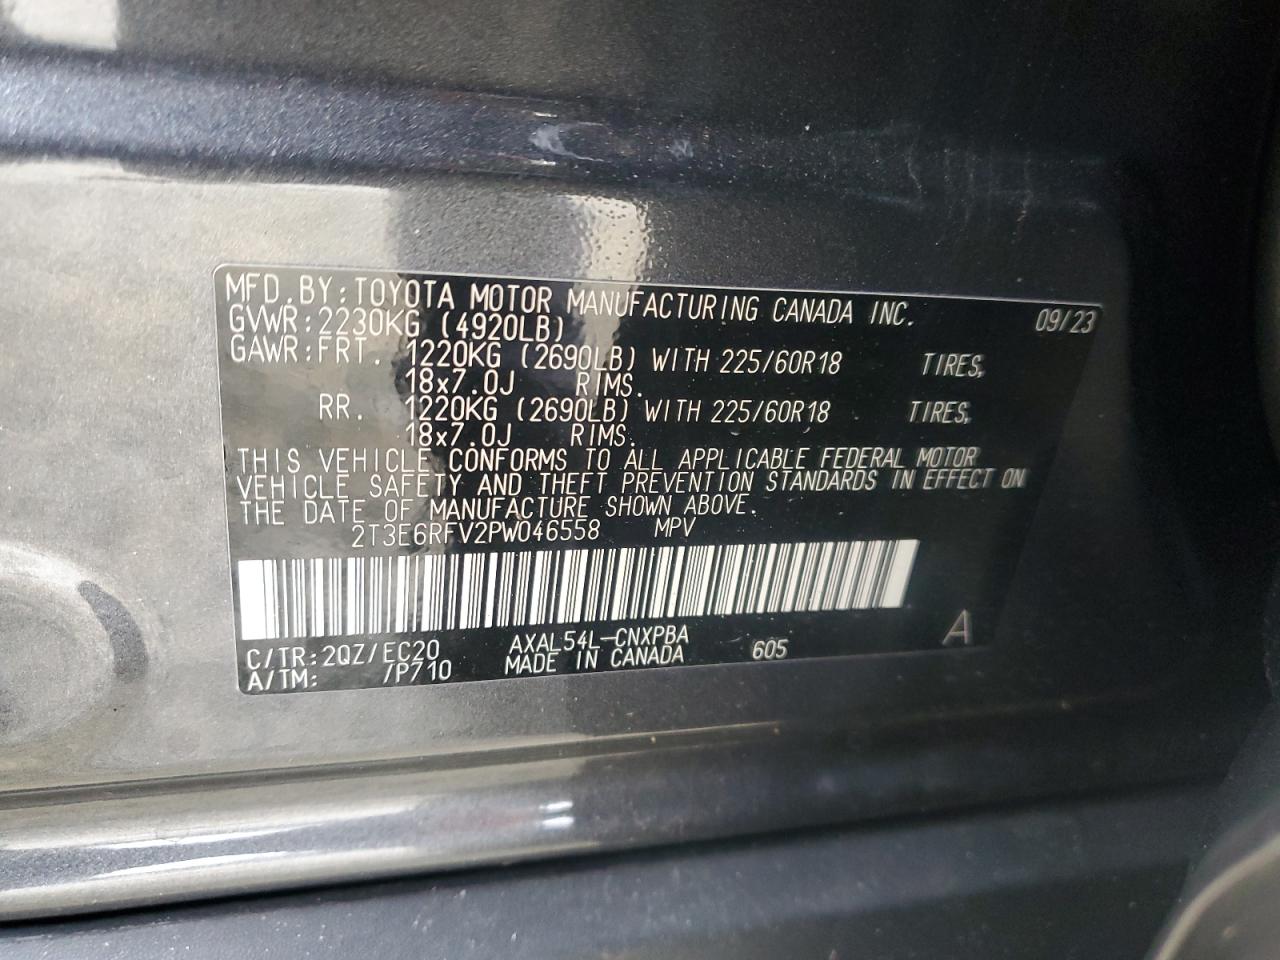 MFD.BY:TOYOTA MOTOR MANUFACTURING CANADA INC. 09/23
GVWR:2230KG (4920LB)
GAWR:FRT. 1220KG (2690LB) WITH 225/60R18 TIRES,
18x7.0J RIMS.
RR. 1220KG (2690LB) WITH 225/60R18 TIRES,
18x7.0J RIMS.
THIS VEHICLE CONFORMS TO ALL APPLICABLE FEDERAL MOTOR
VEHICLE SAFETY AND THEFT PREVENTION STANDARDS IN EFFECT ON
THE DATE OF MANUFACTURE SHOWN ABOVE.
2T3E6RFV2PW046558 MPV
C/TR:2QZ/EC20 AXAL54L-CNXPBA 605 A
A/TM: /P710 MADE IN CANADA